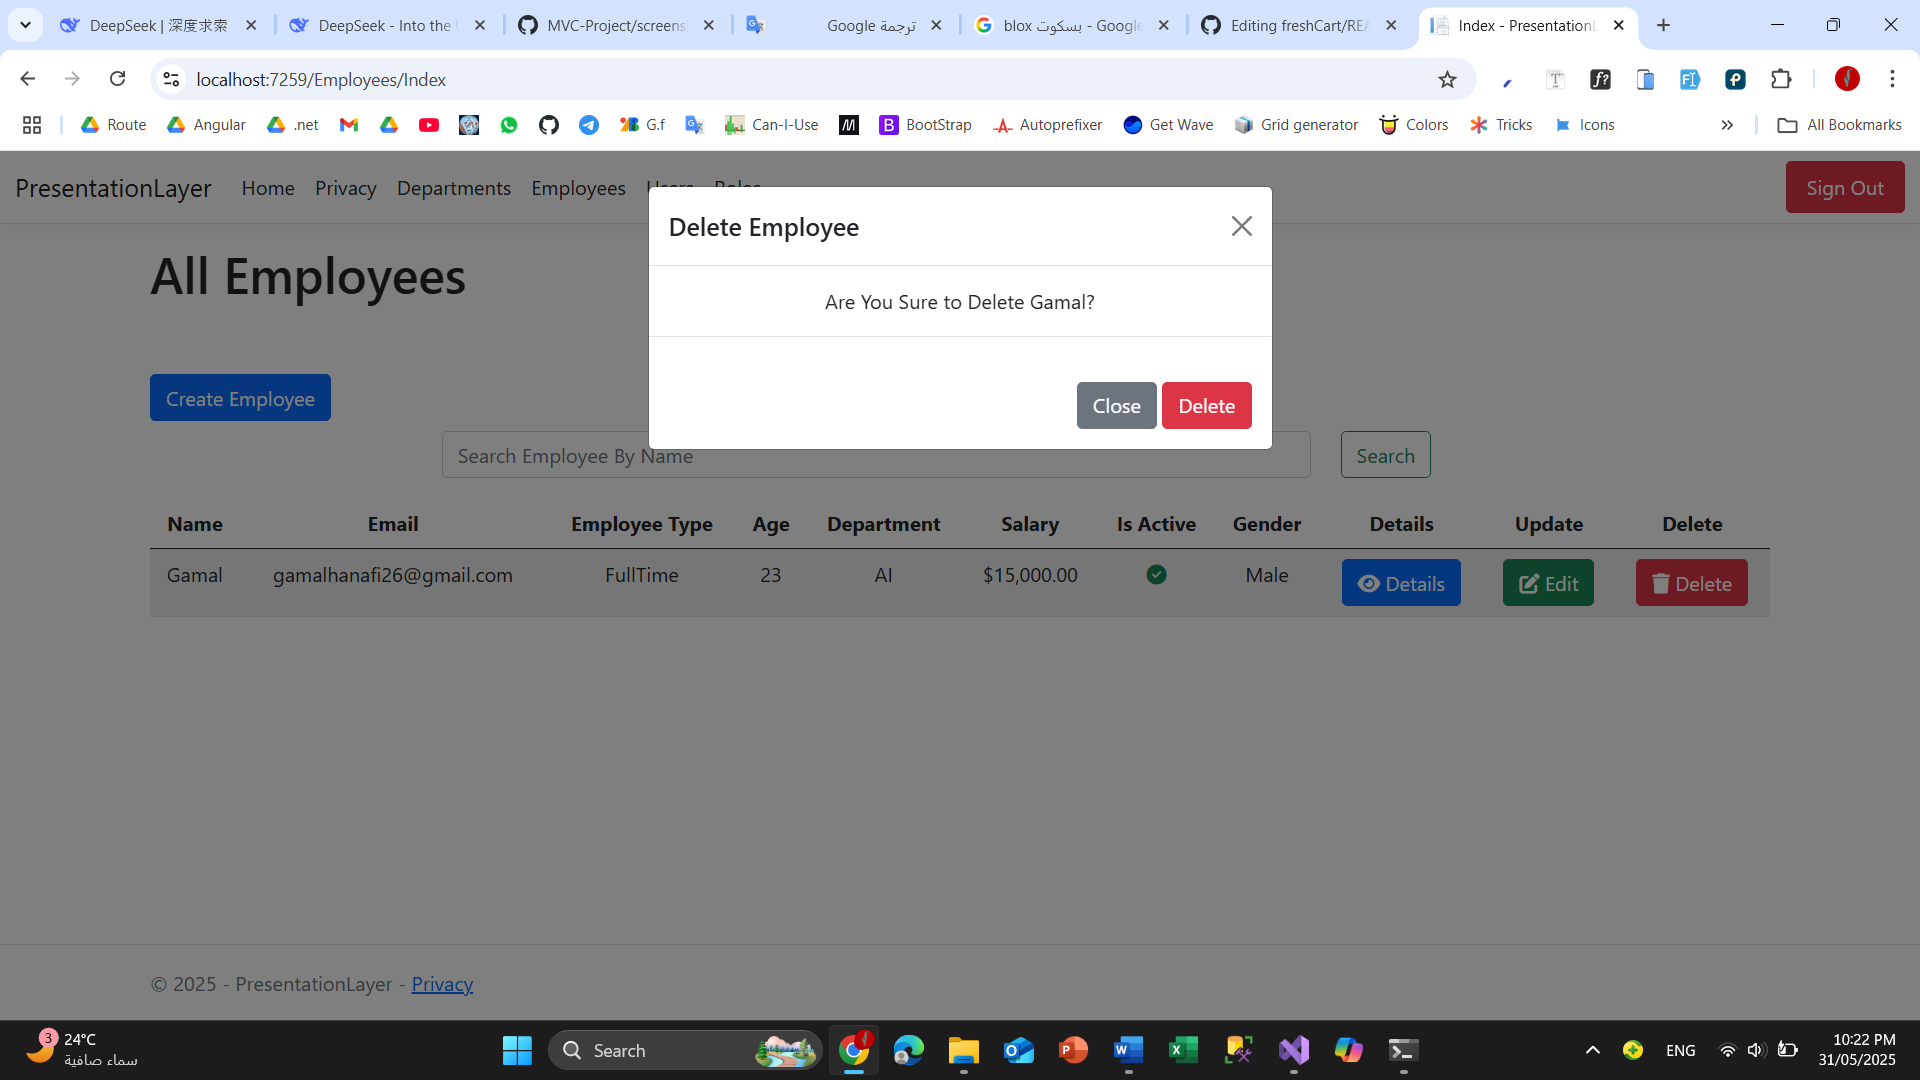 DeepSeek | 深度求索
DeepSeek - Into the
MVC-Project/screens
ترجمة Google
blox بسكوت - Google
Editing freshCart/REA
Index - PresentationL
localhost:7259/Employees/Index
Route
Angular
.net
G.f
Can-I-Use
BootStrap
Autoprefixer
Get Wave
Grid generator
Colors
Tricks
Icons
All Bookmarks
PresentationLayer
Home
Privacy
Departments
Employees
Users
Roles
Sign Out
Delete Employee
Are You Sure to Delete Gamal?
Close
Delete
All Employees
Create Employee
Search Employee By Name
Search
Name Email Employee Type Age Department Salary Is Active Gender Details Update Delete
Gamal gamalhanafi26@gmail.com FullTime 23 AI $15,000.00 Male Details Edit Delete
© 2025 - PresentationLayer - Privacy
3
24°C
سماء صافية
Search
ENG
10:22 PM
31/05/2025